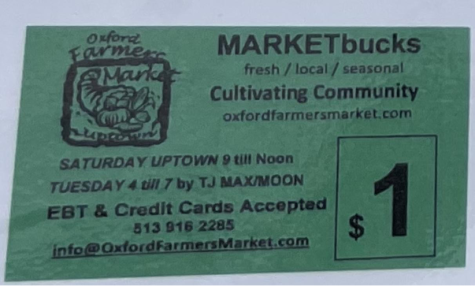 Oxford
Farmers
Market
Uptown
MARKETbucks
fresh / local / seasonal
Cultivating Community
oxfordfarmersmarket.com
SATURDAY UPTOWN 9 till Noon
TUESDAY 4 till 7 by TJ MAX/MOON
EBT & Credit Cards Accepted
513 916 2285
info@OxfordFarmersMarket.com
$ 1